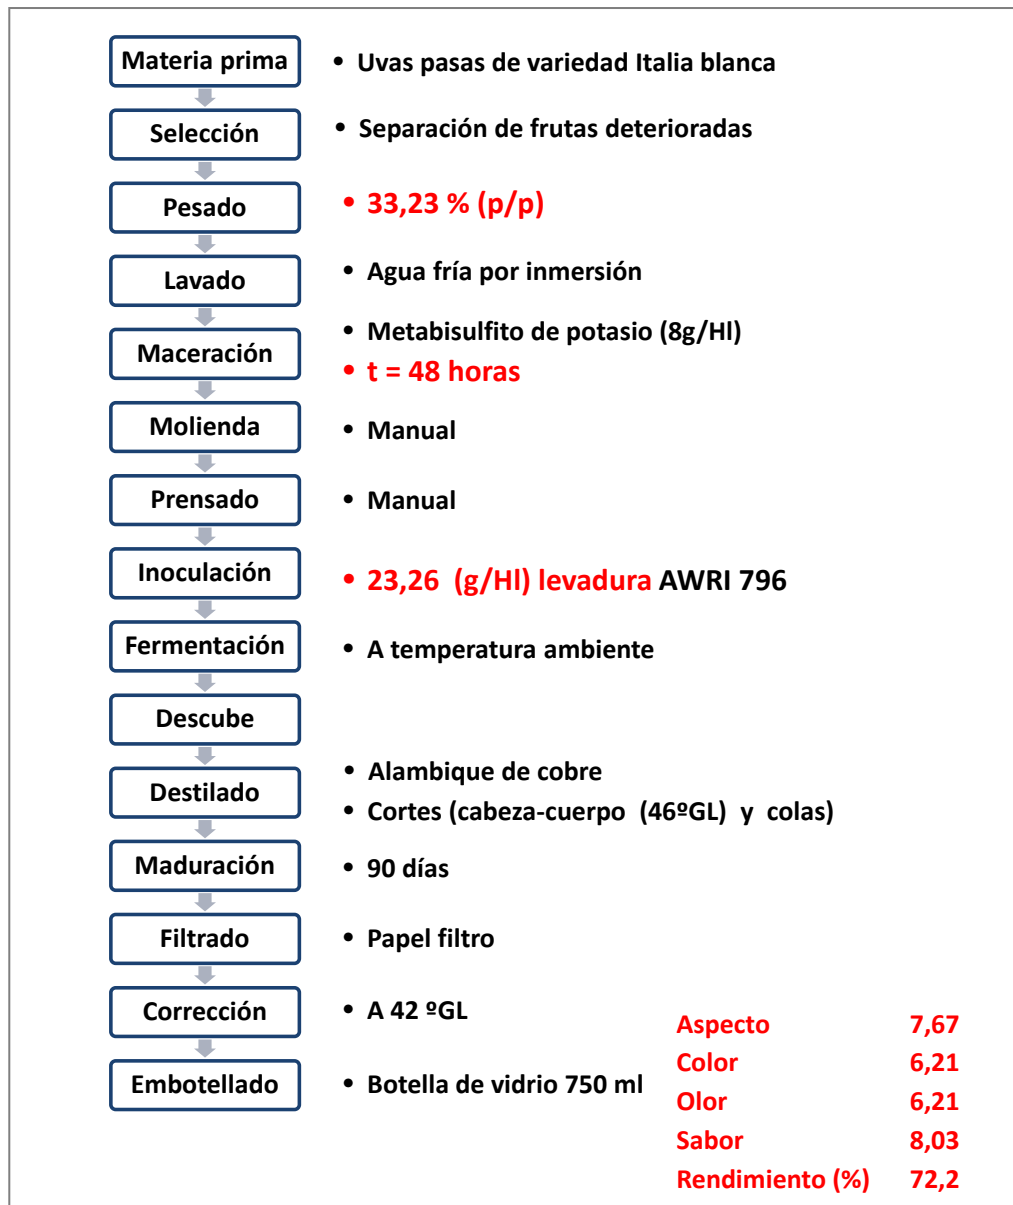 Materia prima
• Uvas pasas de variedad Italia blanca
Selección
• Separación de frutas deterioradas
Pesado
• 33,23 % (p/p)
Lavado
• Agua fría por inmersión
Maceración
• Metabisulfito de potasio (8g/Hl)
• t = 48 horas
Molienda
• Manual
Prensado
• Manual
Inoculación
• 23,26 (g/Hl) levadura AWRI 796
Fermentación
• A temperatura ambiente
Descube
Destilado
• Alambique de cobre
• Cortes (cabeza-cuerpo (46ºGL) y colas)
Maduración
• 90 días
Filtrado
• Papel filtro
Corrección
• A 42 ºGL
Embotellado
• Botella de vidrio 750 ml
Aspecto 7,67
Color 6,21
Olor 6,21
Sabor 8,03
Rendimiento (%) 72,2